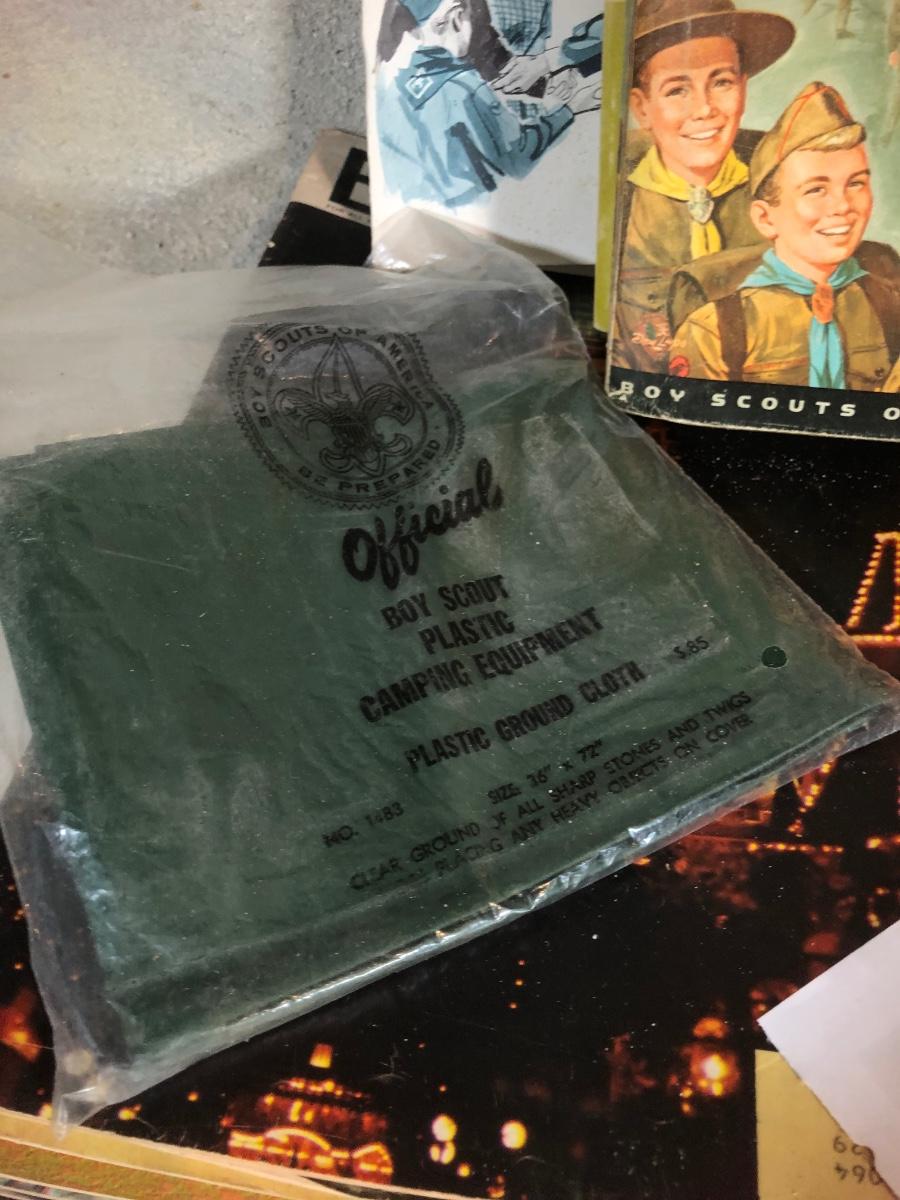 BOY SCOUTS O
BOY SCOUTS OF AMERICA
BE PREPARED
Official
BOY SCOUT
PLASTIC
CAMPING EQUIPMENT
PLASTIC GROUND CLOTH $.85
SIZE 36" x 72"
NO. 1483
CLEAR GROUND OF ALL SHARP STONES AND TWIGS
PLACING ANY HEAVY OBJECTS ON COVER